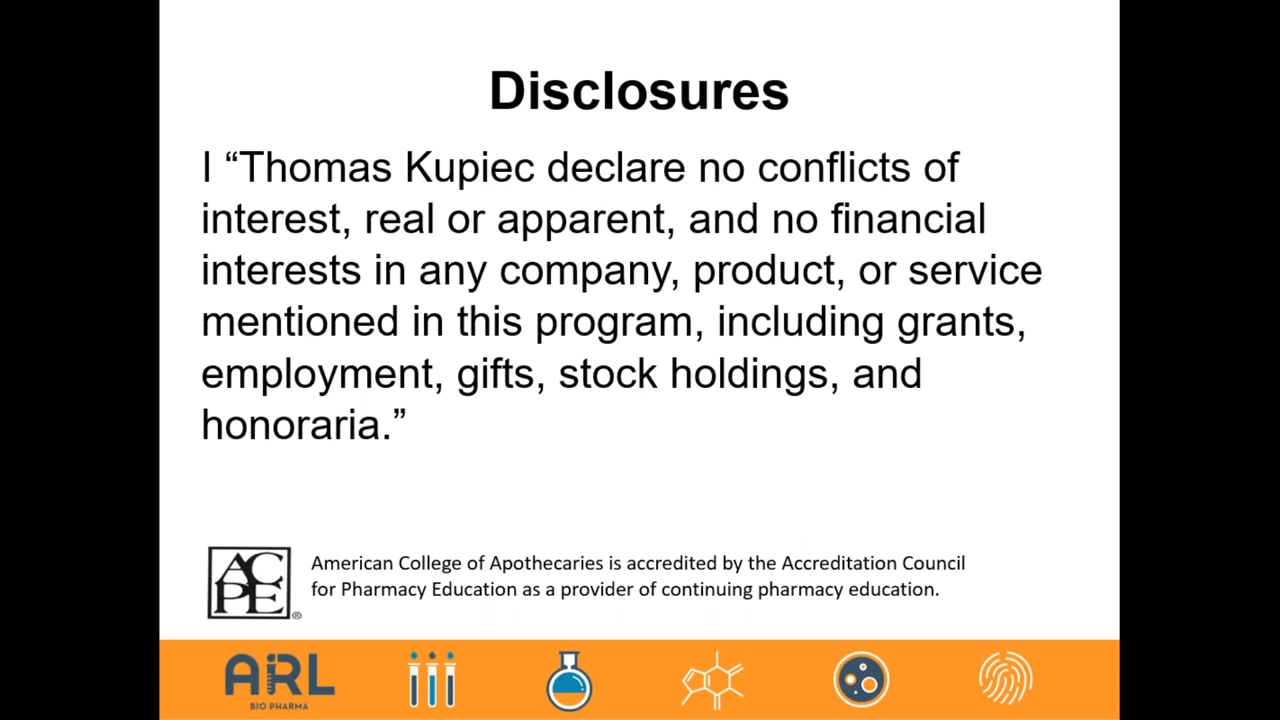 Disclosures
I “Thomas Kupiec declare no conflicts of
interest, real or apparent, and no financial
interests in any company, product, or service
mentioned in this program, including grants,
employment, gifts, stock holdings, and
honoraria.”
AC
PE®
American College of Apothecaries is accredited by the Accreditation Council
for Pharmacy Education as a provider of continuing pharmacy education.
ARL
BIO PHARMA